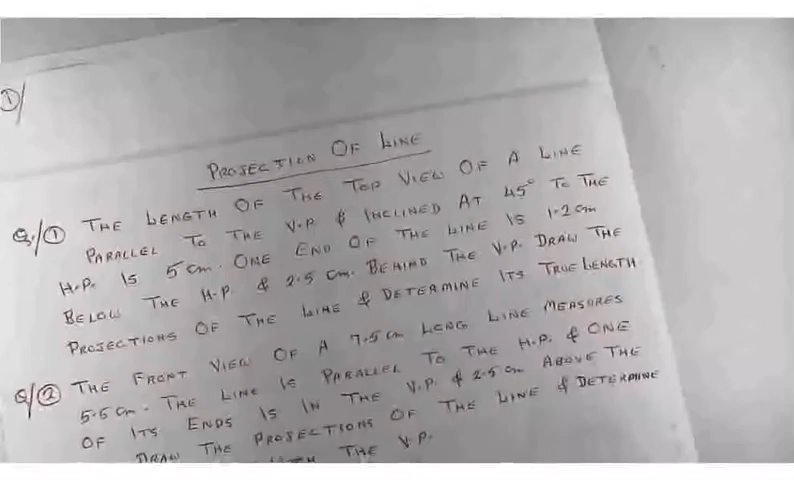 1/
PROJECTION OF LINE
Q/1 THE LENGTH OF THE TOP VIEW OF A LINE
PARALLEL TO THE V.P. & INCLINED AT 45° TO THE
H.P. IS 5 cm. ONE END OF THE LINE IS 1.2 cm
BELOW THE H.P. & 2.5 cm. BEHIND THE V.P. DRAW THE
PROJECTIONS OF THE LINE & DETERMINE ITS TRUE LENGTH
Q/2 THE FRONT VIEW OF A 7.5 cm LONG LINE MEASURES
5.5 cm. THE LINE IS PARALLEL TO THE H.P. & ONE
OF ITS ENDS IS IN THE V.P. & 2.5 cm ABOVE THE
DRAW THE PROJECTIONS OF THE LINE & DETERMINE
THE V.P.